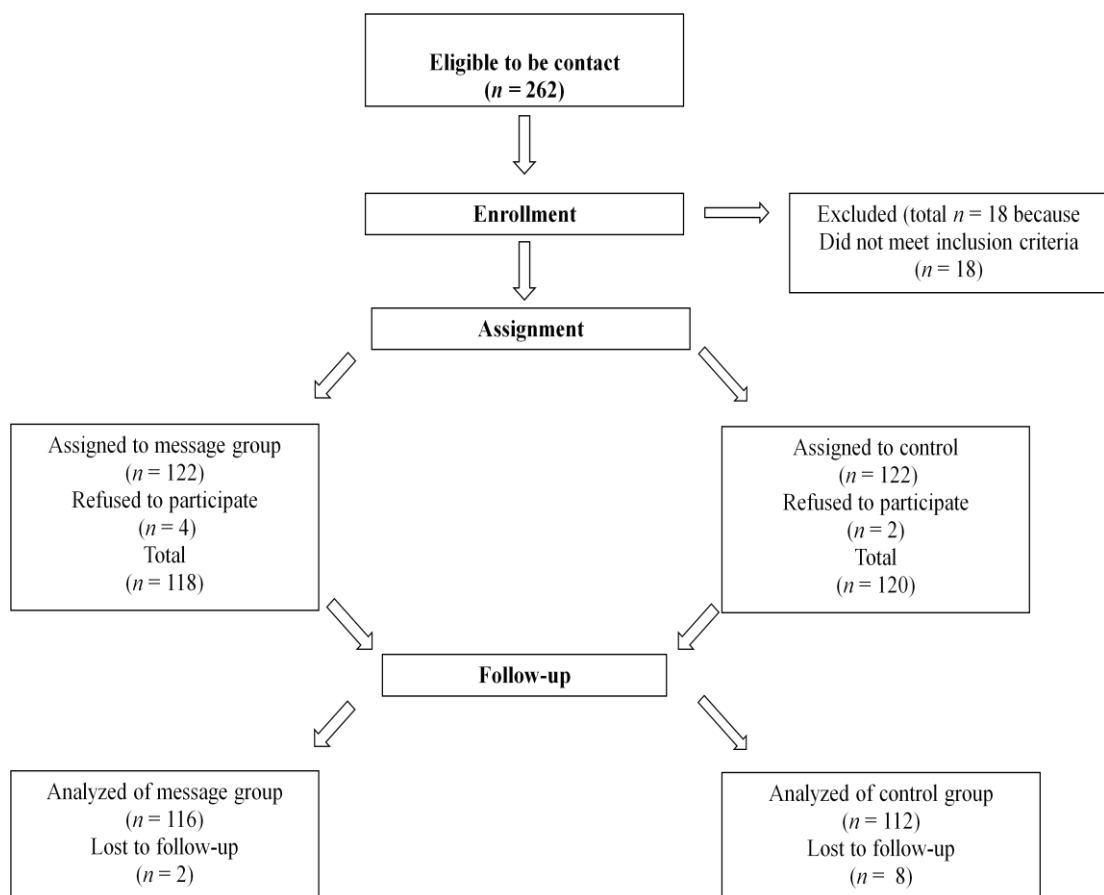 Eligible to be contact
(n = 262)
Enrollment
Excluded (total n = 18 because
Did not meet inclusion criteria
(n = 18)
Assignment
Assigned to message group
(n = 122)
Refused to participate
(n = 4)
Total
(n = 118)
Assigned to control
(n = 122)
Refused to participate
(n = 2)
Total
(n = 120)
Follow-up
Analyzed of message group
(n = 116)
Lost to follow-up
(n = 2)
Analyzed of control group
(n = 112)
Lost to follow-up
(n = 8)